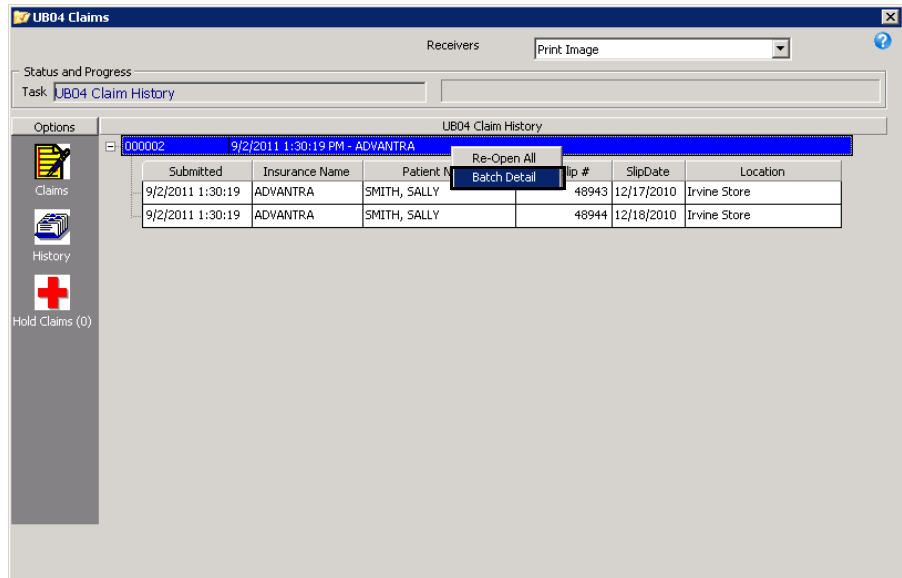 UB04 Claims
Receivers Print Image
Status and Progress
Task UB04 Claim History
Options UB04 Claim History
000002 9/2/2011 1:30:19 PM - ADVANTRA
Re-Open All
Batch Detail
Submitted Insurance Name Patient N lip # SlipDate Location
9/2/2011 1:30:19 ADVANTRA SMITH, SALLY 48943 12/17/2010 Irvine Store
9/2/2011 1:30:19 ADVANTRA SMITH, SALLY 48944 12/18/2010 Irvine Store
Claims
History
Hold Claims (0)